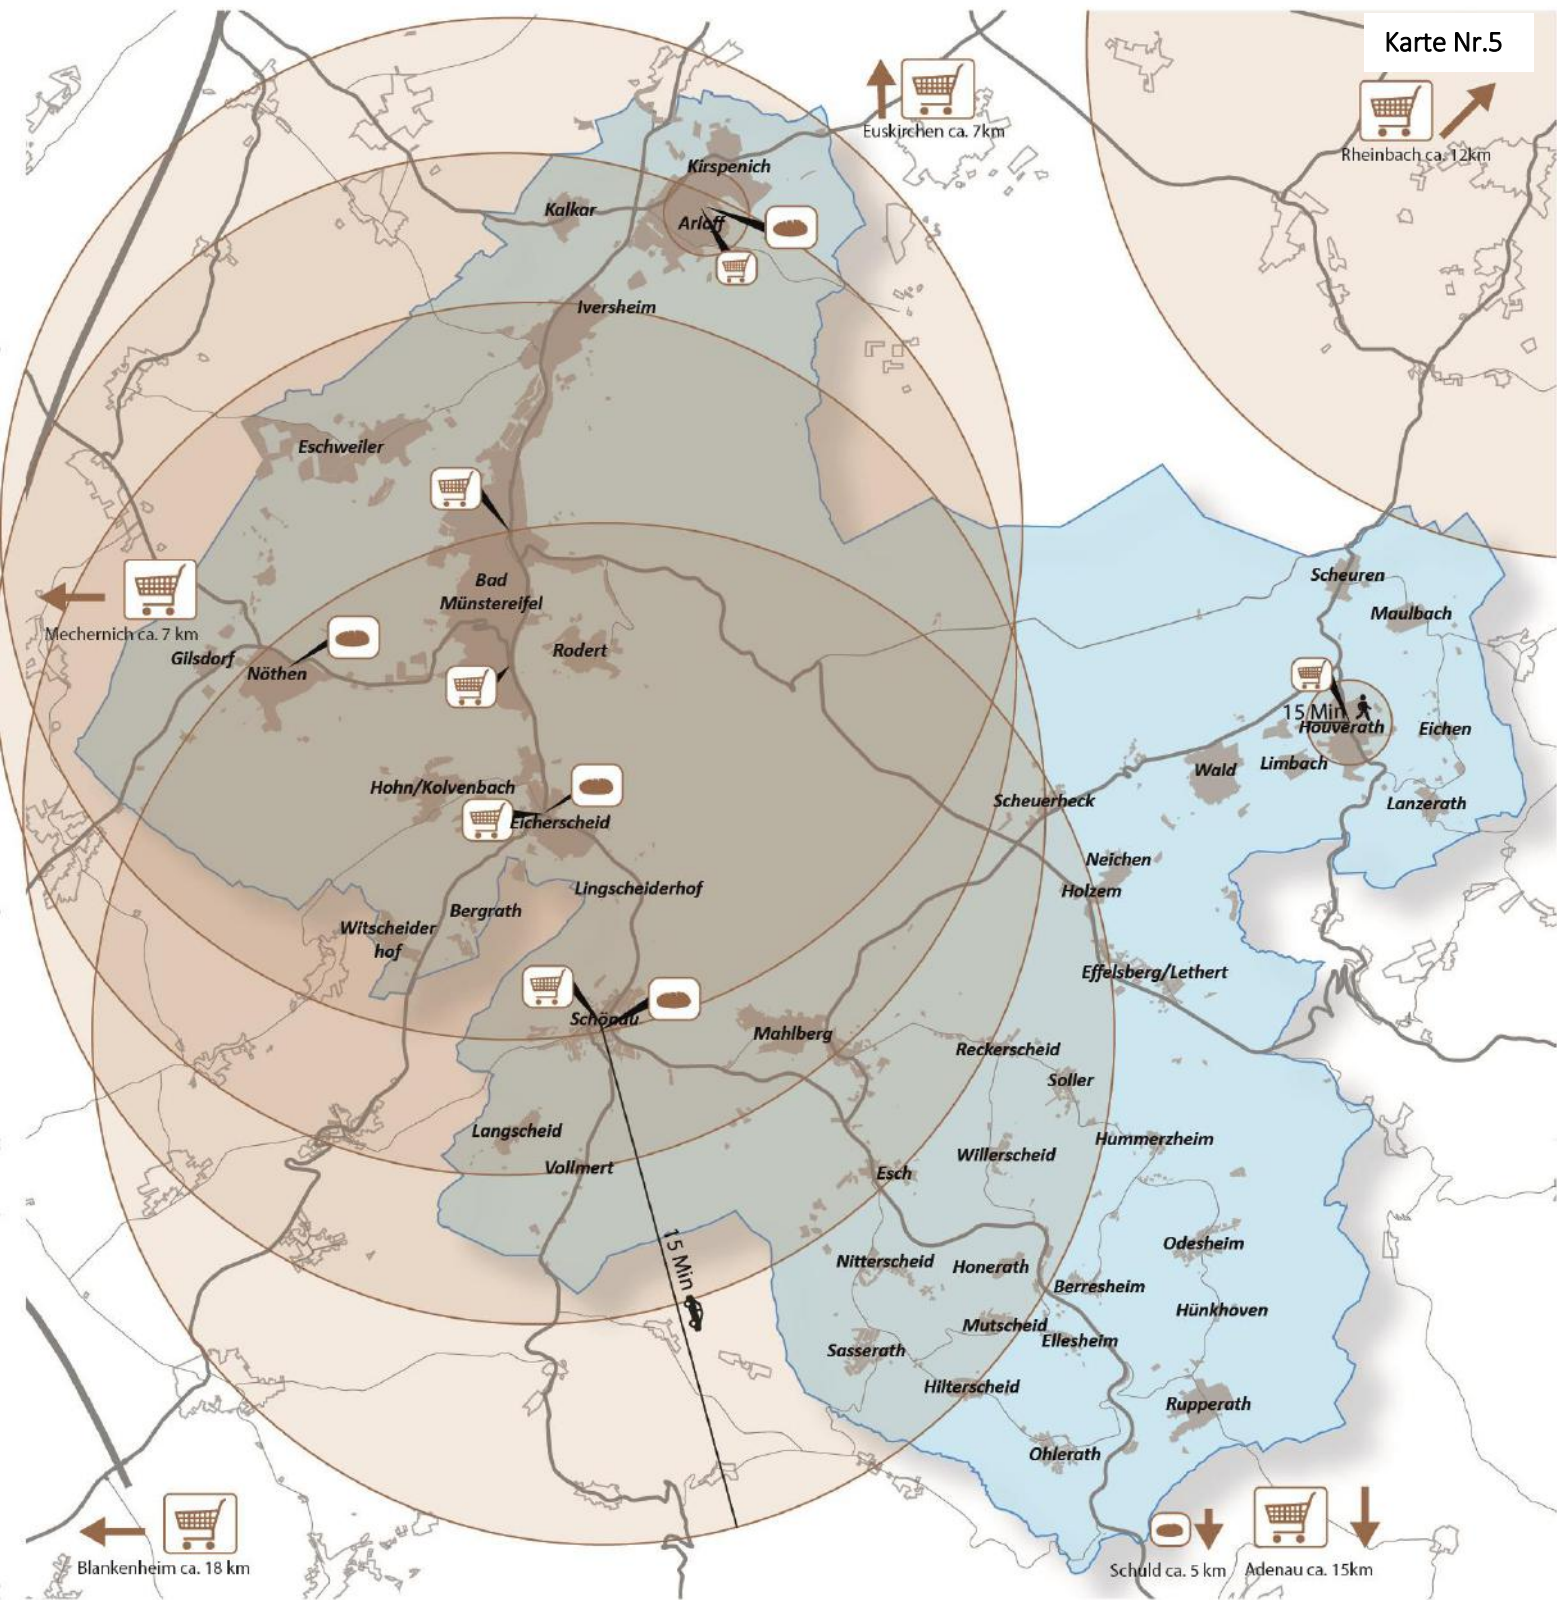 Karte Nr.5
Euskirchen ca. 7km
Rheinbach ca. 12km
Kirspenich
Kalkar
Arloff
Iversheim
Eschweiler
Bad
Münstereifel
Mechernich ca. 7 km
Gilsdorf
Nöthen
Rodert
Scheuren
Maulbach
15 Min
Houverath
Eichen
Wald
Limbach
Lanzerath
Hohn/Kolvenbach
Eicherscheid
Scheuerheck
Neichen
Holzem
Lingscheiderhof
Bergrath
Witscheider
hof
Effelsberg/Lethert
Schönau
Mahlberg
Reckerscheid
Soller
Langscheid
Vollmert
Hummerzheim
Willerscheid
Esch
15 Min
Nitterscheid
Honerath
Odesheim
Berresheim
Hünkhoven
Mutscheid
Ellesheim
Sasserath
Hilterscheid
Rupperath
Ohlerath
Blankenheim ca. 18 km
Schuld ca. 5 km
Adenau ca. 15km